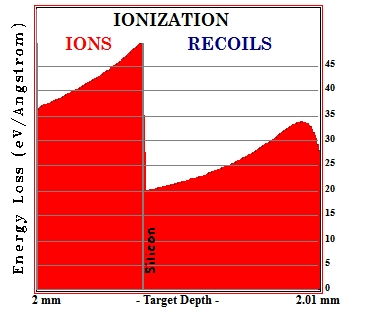 IONIZATION
IONS RECOILS
Energy Loss (eV/Angstrom)
45
40
35
30
25
20
15
10
5
0
Silicon
2 mm - Target Depth - 2.01 mm